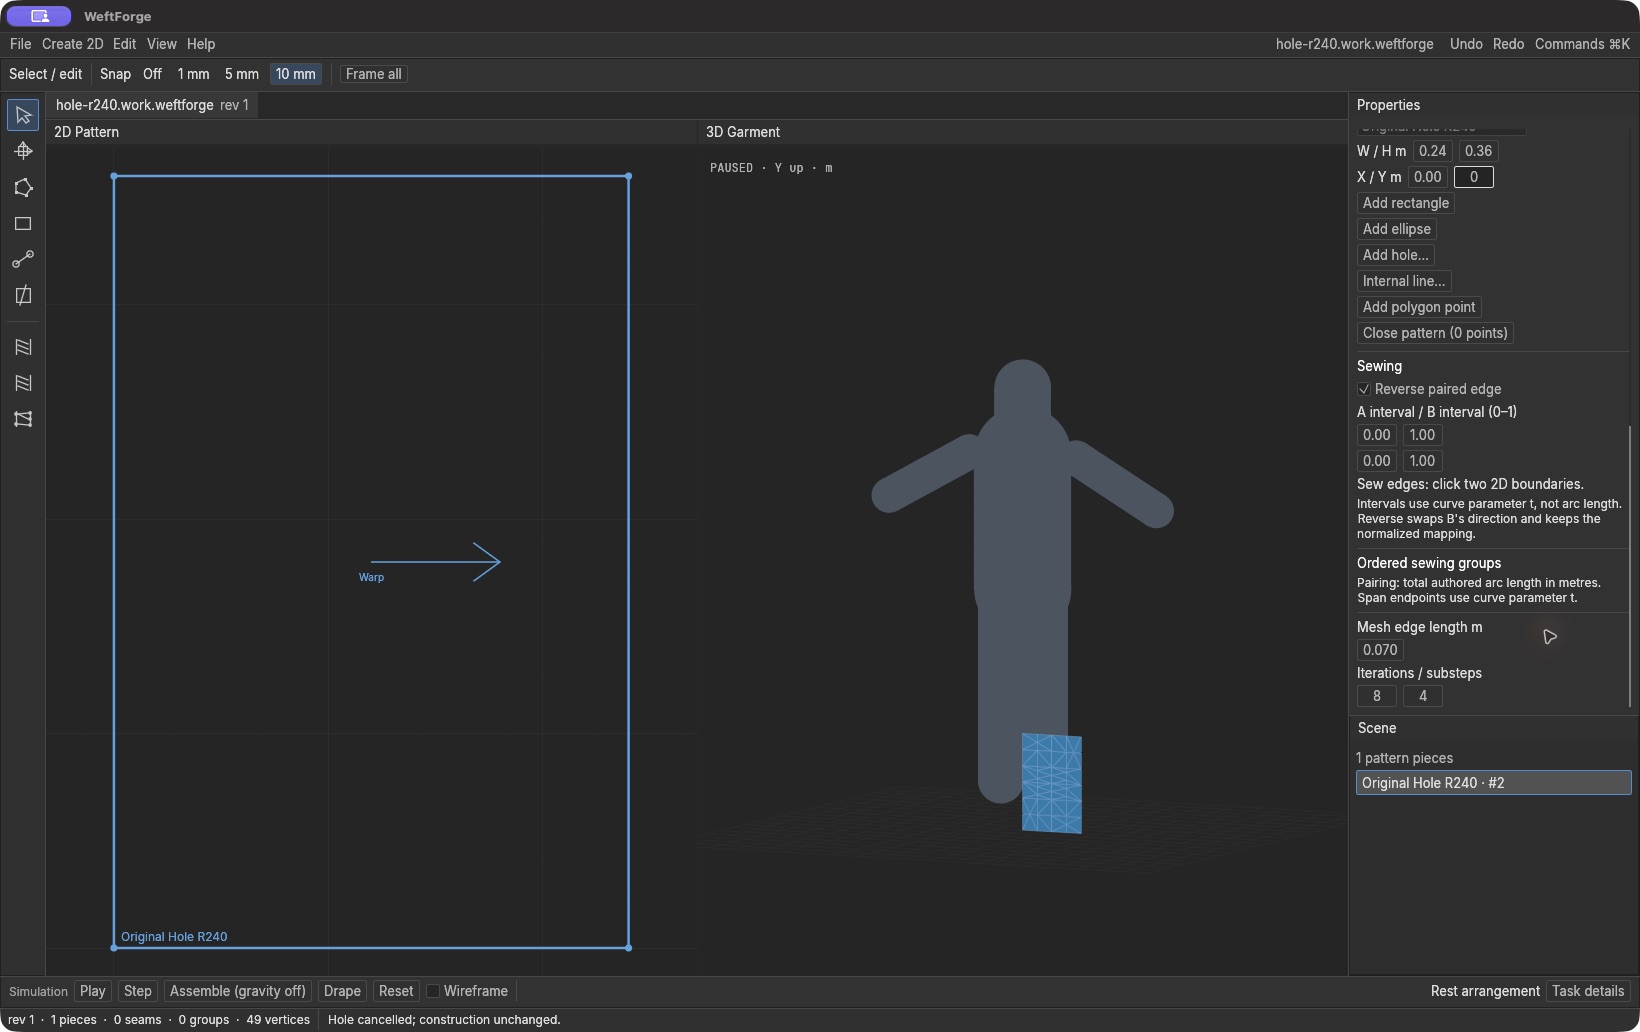 WeftForge
File Create 2D Edit View Help
hole-r240.work.weftforge Undo Redo Commands ⌘K
Select / edit Snap Off 1 mm 5 mm 10 mm Frame all
hole-r240.work.weftforge rev 1
2D Pattern
Warp
Original Hole R240
3D Garment
PAUSED · Y up · m
Properties
Original Hole R240
W / H m 0.24 0.36
X / Y m 0.00 0
Add rectangle
Add ellipse
Add hole...
Internal line...
Add polygon point
Close pattern (0 points)
Sewing
Reverse paired edge
A interval / B interval (0–1)
0.00 1.00
0.00 1.00
Sew edges: click two 2D boundaries.
Intervals use curve parameter t, not arc length.
Reverse swaps B's direction and keeps the
normalized mapping.
Ordered sewing groups
Pairing: total authored arc length in metres.
Span endpoints use curve parameter t.
Mesh edge length m
0.070
Iterations / substeps
8 4
Scene
1 pattern pieces
Original Hole R240 · #2
Simulation Play Step Assemble (gravity off) Drape Reset Wireframe
Rest arrangement Task details
rev 1 · 1 pieces · 0 seams · 0 groups · 49 vertices Hole cancelled; construction unchanged.